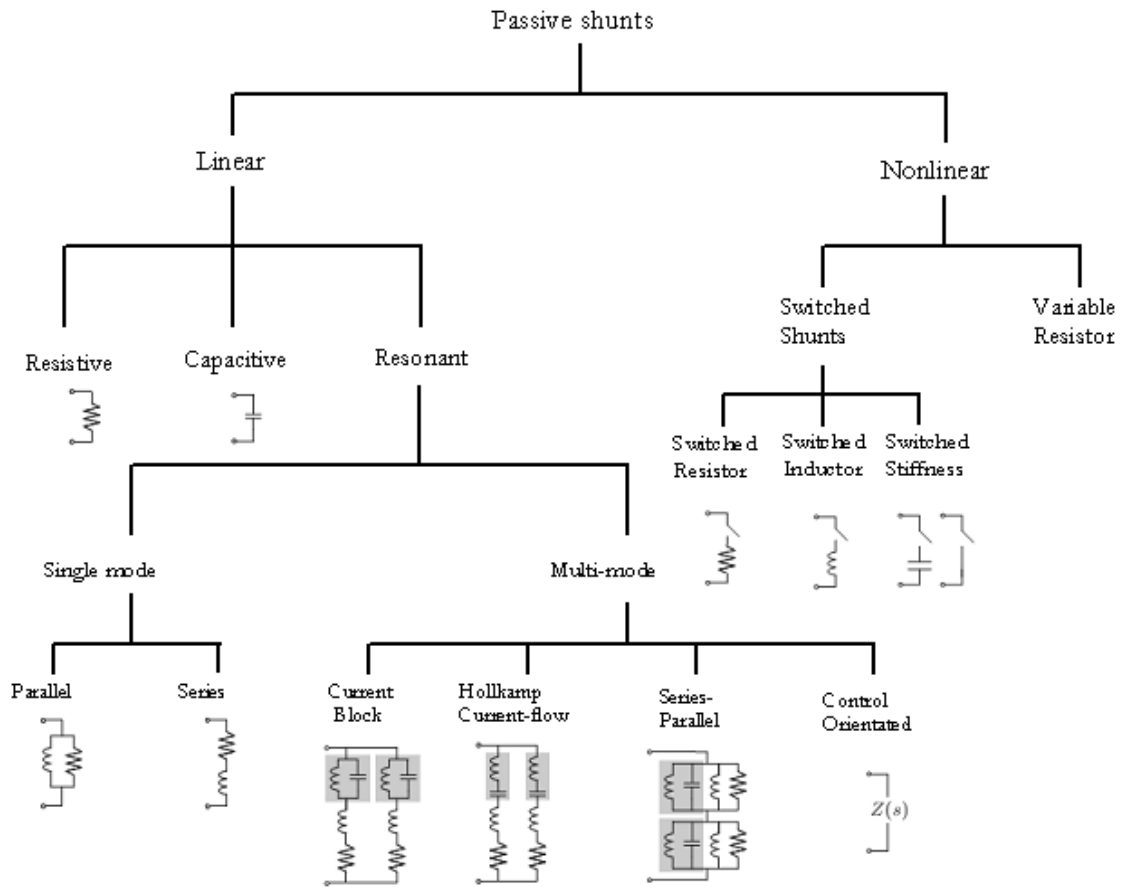 Passive shunts
Linear
Nonlinear
Resistive
Capacitive
Resonant
Switched
Shunts
Variable
Resistor
Switched
Resistor
Switched
Inductor
Switched
Stiffness
Single mode
Multi-mode
Parallel
Series
Current
Block
Hollkamp
Current-flow
Series-
Parallel
Control
Orientated
Z(s)